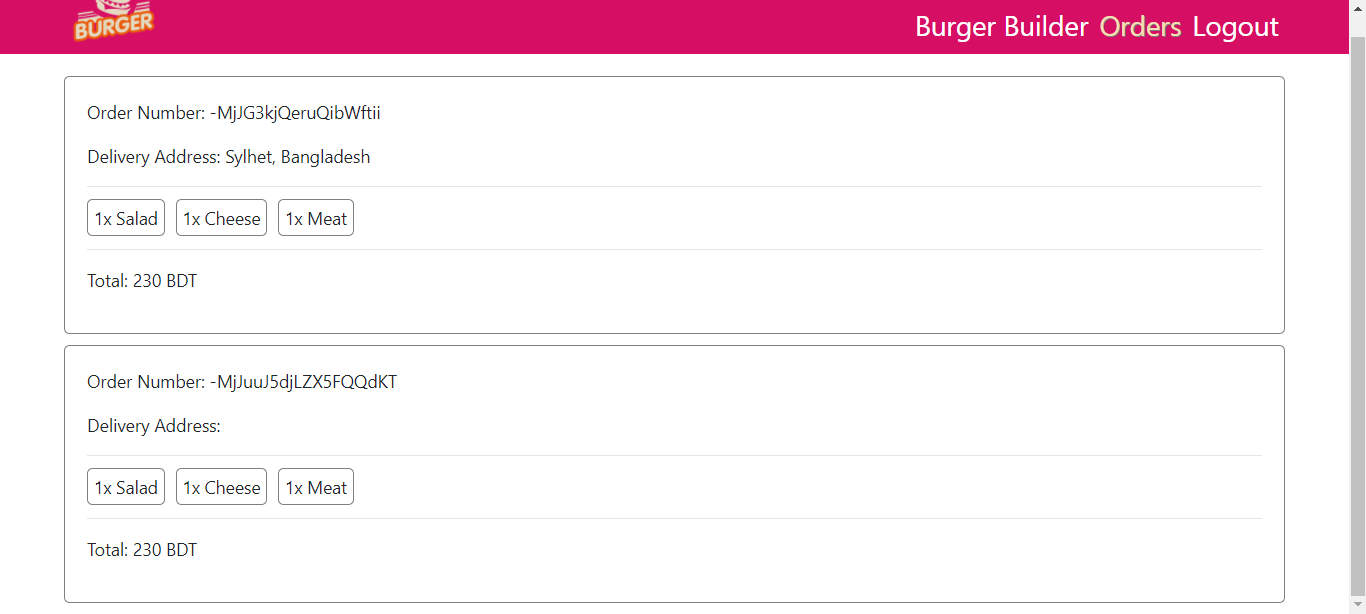 BURGER
Burger Builder Orders Logout
Order Number: -MjJG3kjQeruQibWftii
Delivery Address: Sylhet, Bangladesh
1x Salad 1x Cheese 1x Meat
Total: 230 BDT
Order Number: -MjJuuJ5djLZX5FQQdKT
Delivery Address:
1x Salad 1x Cheese 1x Meat
Total: 230 BDT